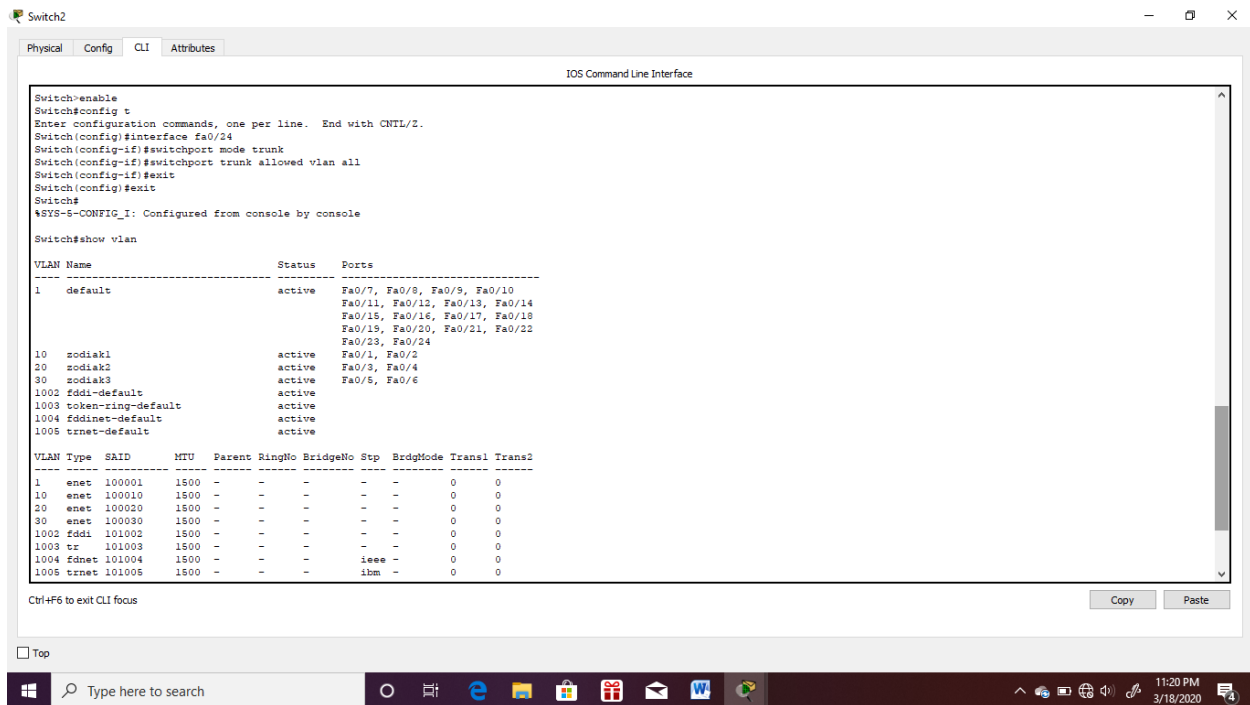 Switch2
Physical Config CLI Attributes
IOS Command Line Interface
Switch>enable
Switch#config t
Enter configuration commands, one per line.  End with CNTL/Z.
Switch(config)#interface fa0/24
Switch(config-if)#switchport mode trunk
Switch(config-if)#switchport trunk allowed vlan all
Switch(config-if)#exit
Switch(config)#exit
Switch#
%SYS-5-CONFIG_I: Configured from console by console
Switch#show vlan
VLAN Name                             Status    Ports
---- -------------------------------- --------- -------------------------------
1    default                          active    Fa0/7, Fa0/8, Fa0/9, Fa0/10
                                                Fa0/11, Fa0/12, Fa0/13, Fa0/14
                                                Fa0/15, Fa0/16, Fa0/17, Fa0/18
                                                Fa0/19, Fa0/20, Fa0/21, Fa0/22
                                                Fa0/23, Fa0/24
10   zodiak1                          active    Fa0/1, Fa0/2
20   zodiak2                          active    Fa0/3, Fa0/4
30   zodiak3                          active    Fa0/5, Fa0/6
1002 fddi-default                     active
1003 token-ring-default               active
1004 fddinet-default                  active
1005 trnet-default                    active
VLAN Type  SAID       MTU   Parent RingNo BridgeNo Stp  BrdgMode Trans1 Trans2
---- ----- ---------- ----- ------ ------ -------- ---- -------- ------ ------
1    enet  100001     1500  -      -      -        -    -        0      0
10   enet  100010     1500  -      -      -        -    -        0      0
20   enet  100020     1500  -      -      -        -    -        0      0
30   enet  100030     1500  -      -      -        -    -        0      0
1002 fddi  101002     1500  -      -      -        -    -        0      0
1003 tr    101003     1500  -      -      -        -    -        0      0
1004 fdnet 101004     1500  -      -      -        ieee -        0      0
1005 trnet 101005     1500  -      -      -        ibm  -        0      0
Ctrl+F6 to exit CLI focus
Copy Paste
Top
Type here to search
11:20 PM
3/18/2020
4